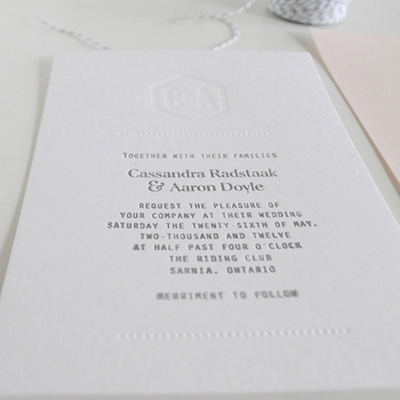 C&A
TOGETHER WITH THEIR FAMILIES
Cassandra Radstaak
& Aaron Doyle
REQUEST THE PLEASURE OF
YOUR COMPANY AT THEIR WEDDING
SATURDAY THE TWENTY-SIXTH OF MAY,
TWO-THOUSAND AND TWELVE
AT HALF PAST FOUR O'CLOCK
THE RIDING CLUB
SARNIA, ONTARIO
MERRIMENT TO FOLLOW